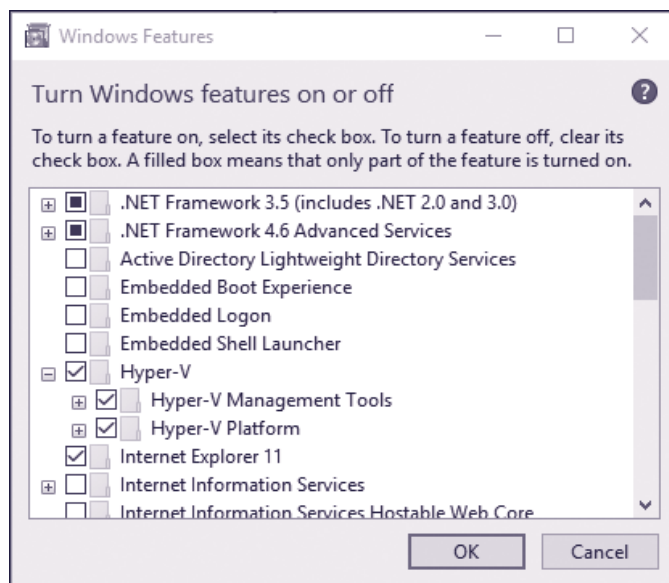 Windows Features
Turn Windows features on or off
?
To turn a feature on, select its check box. To turn a feature off, clear its
check box. A filled box means that only part of the feature is turned on.
.NET Framework 3.5 (includes .NET 2.0 and 3.0)
.NET Framework 4.6 Advanced Services
Active Directory Lightweight Directory Services
Embedded Boot Experience
Embedded Logon
Embedded Shell Launcher
Hyper-V
Hyper-V Management Tools
Hyper-V Platform
Internet Explorer 11
Internet Information Services
Internet Information Services Hostable Web Core
OK Cancel